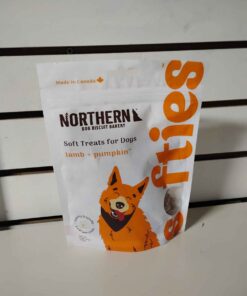 Made in Canada
NORTHERN
DOG BISCUIT BAKERY
Soft Treats for Dogs
lamb + pumpkin
softies